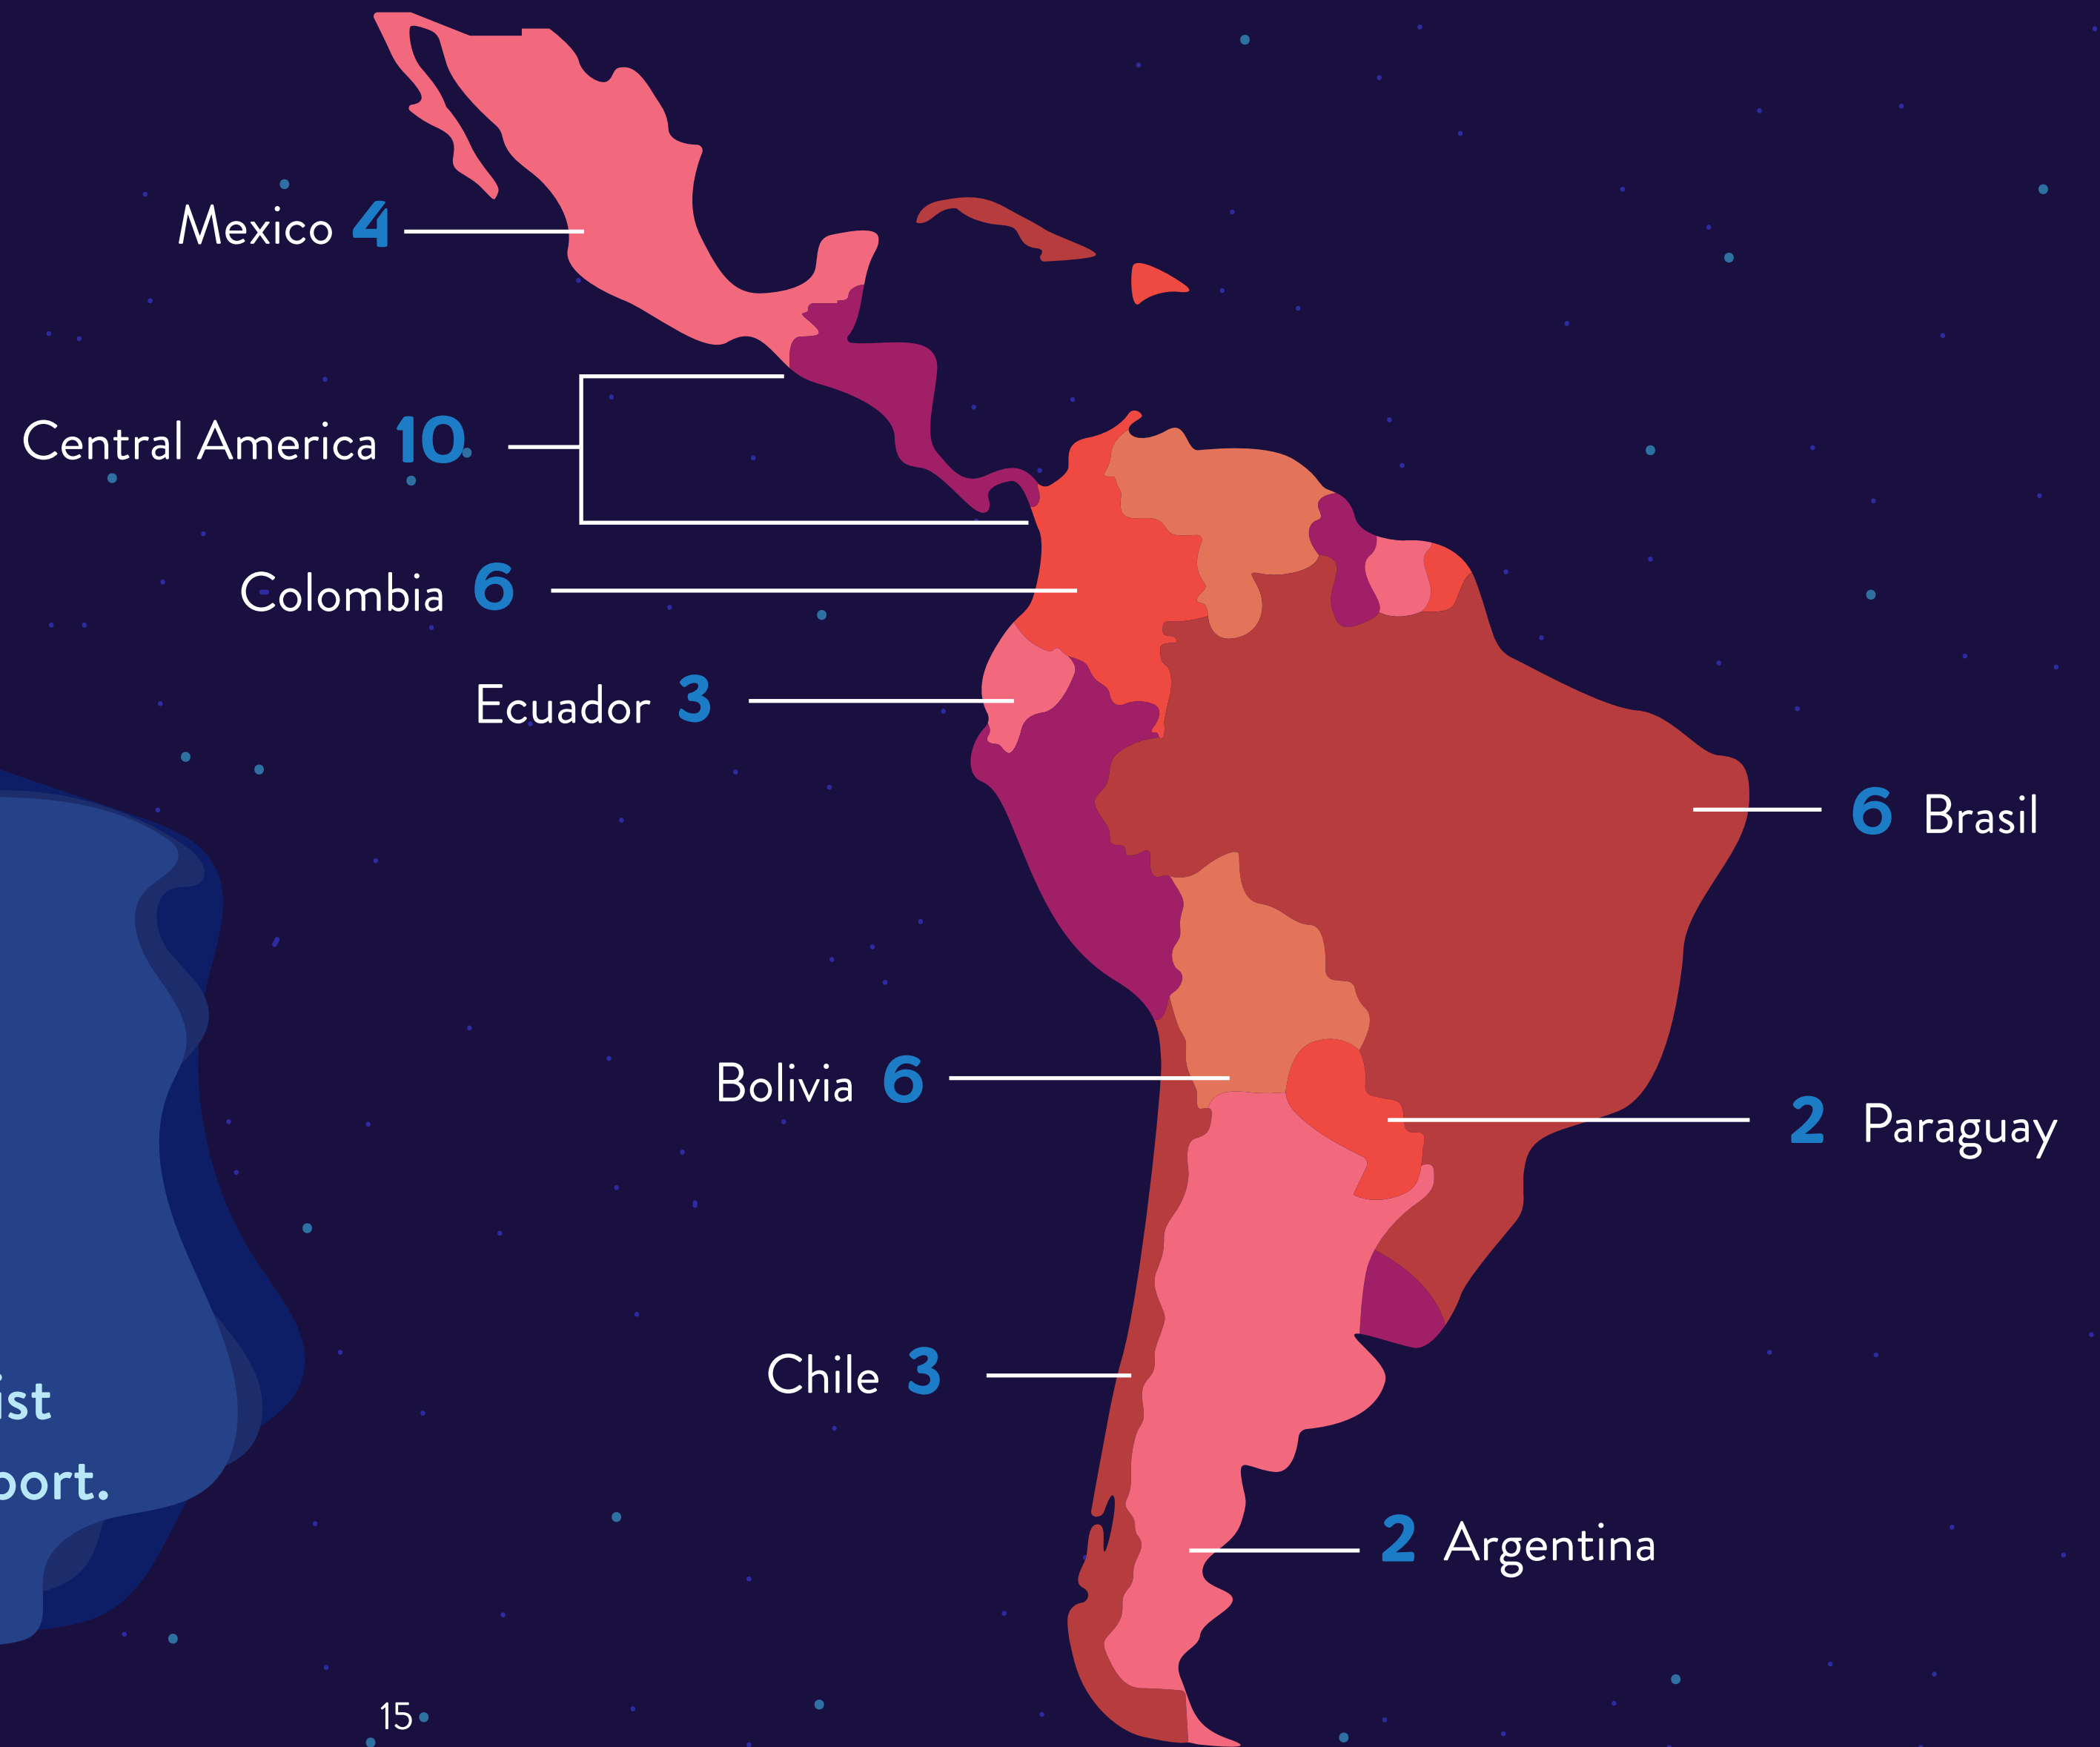 Mexico 4
Central America 10
Colombia 6
Ecuador 3
6 Brasil
Bolivia 6
2 Paraguay
Chile 3
2 Argentina
15